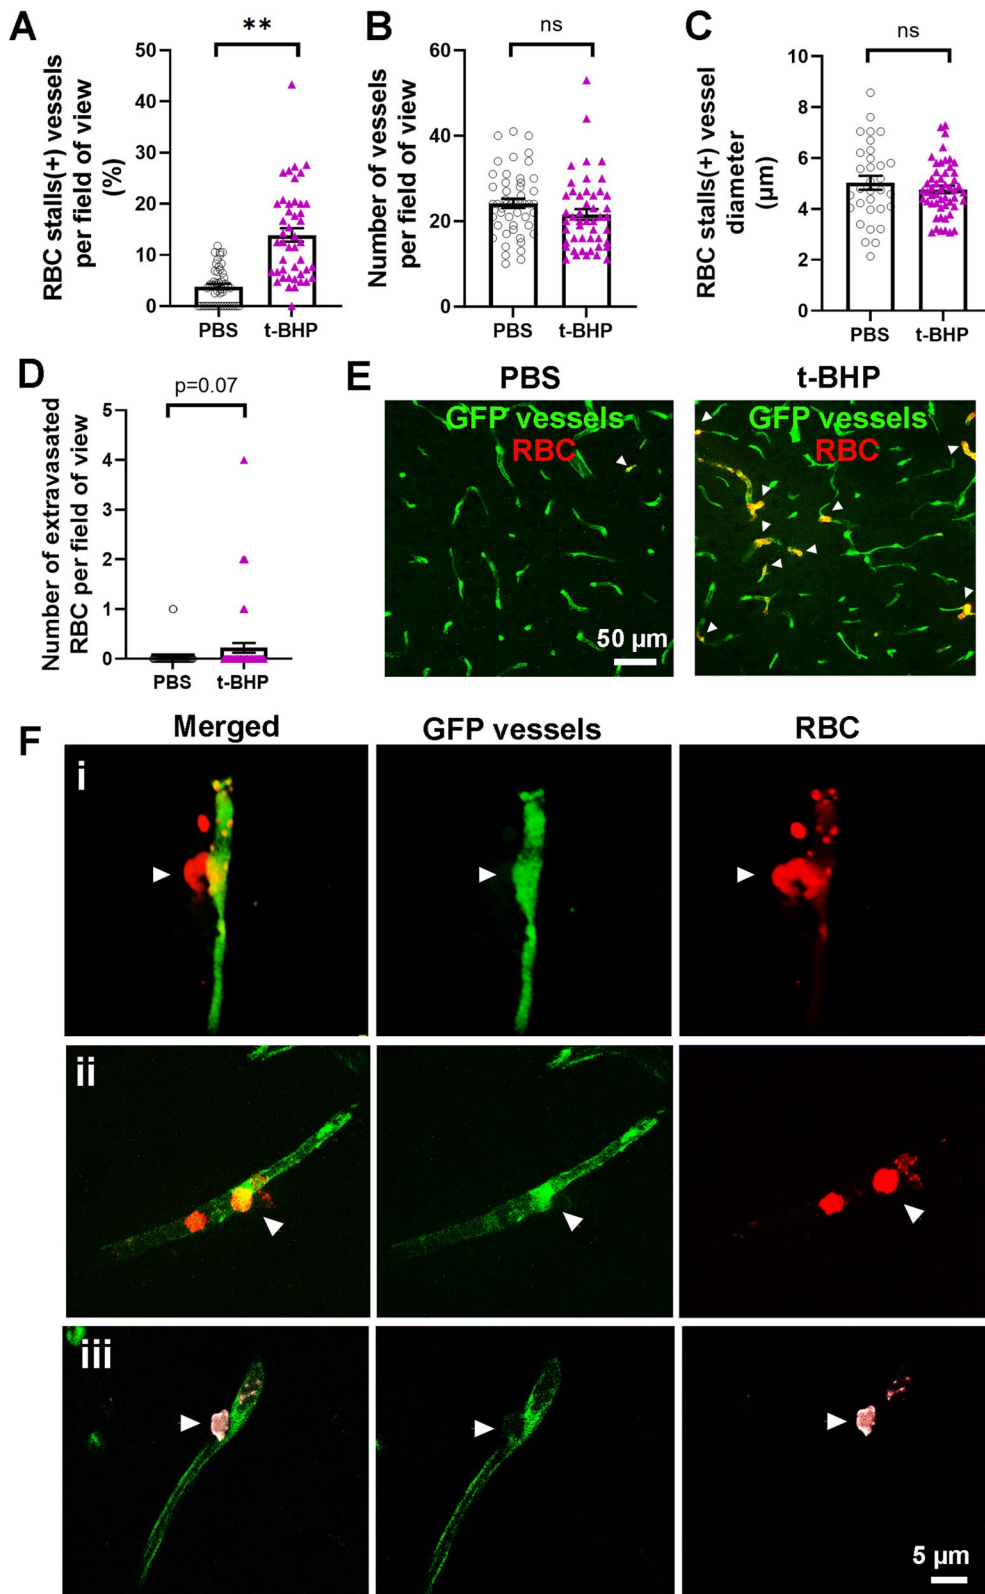 A
RBC stalls(+) vessels
per field of view
(%)
50
40
30
20
10
0
**
PBS
t-BHP
B
Number of vessels
per field of view
60
40
20
0
ns
PBS
t-BHP
C
RBC stalls(+) vessel
diameter
(µm)
10
8
6
4
2
0
ns
PBS
t-BHP
D
Number of extravasated
RBC per field of view
5
4
3
2
1
0
p=0.07
PBS
t-BHP
E
PBS
GFP vessels
RBC
50 µm
t-BHP
GFP vessels
RBC
F
Merged
GFP vessels
RBC
i
ii
iii
5 µm